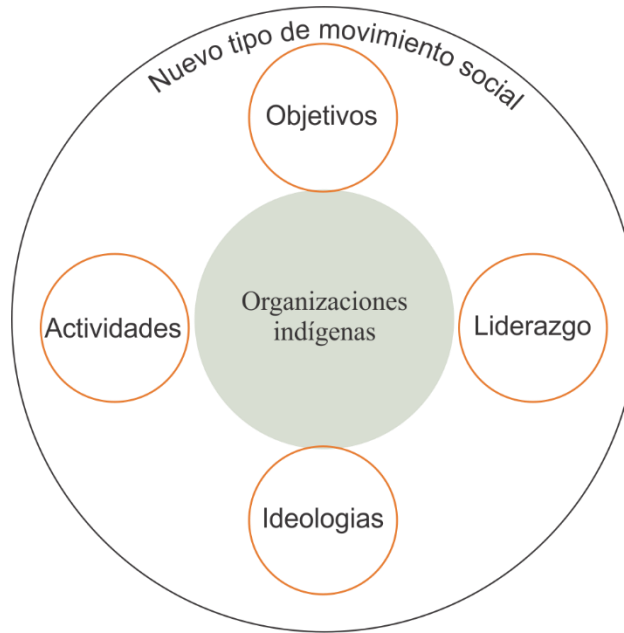 Nuevo tipo de movimiento social
Objetivos
Actividades
Organizaciones
indígenas
Liderazgo
Ideologias